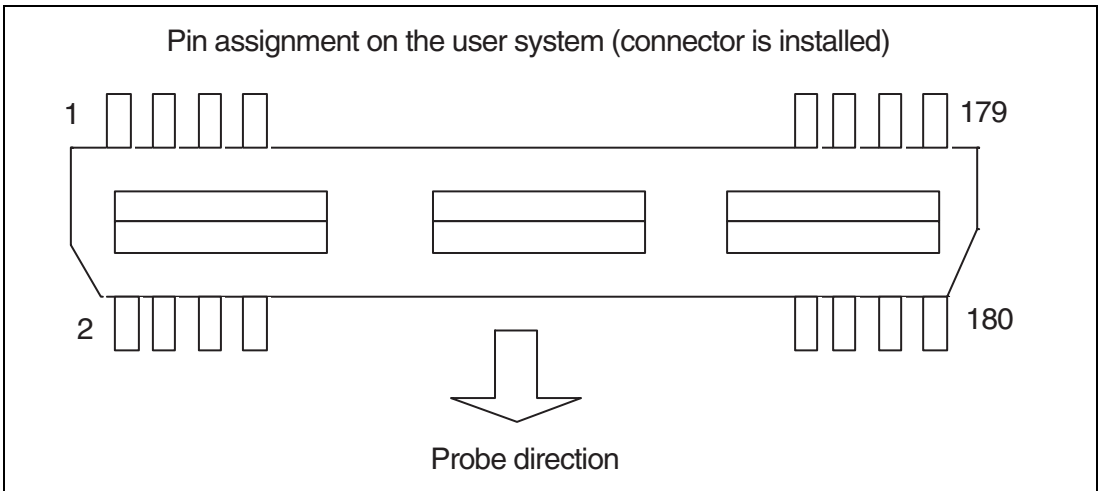 Pin assignment on the user system (connector is installed)
1
179
2
180
Probe direction